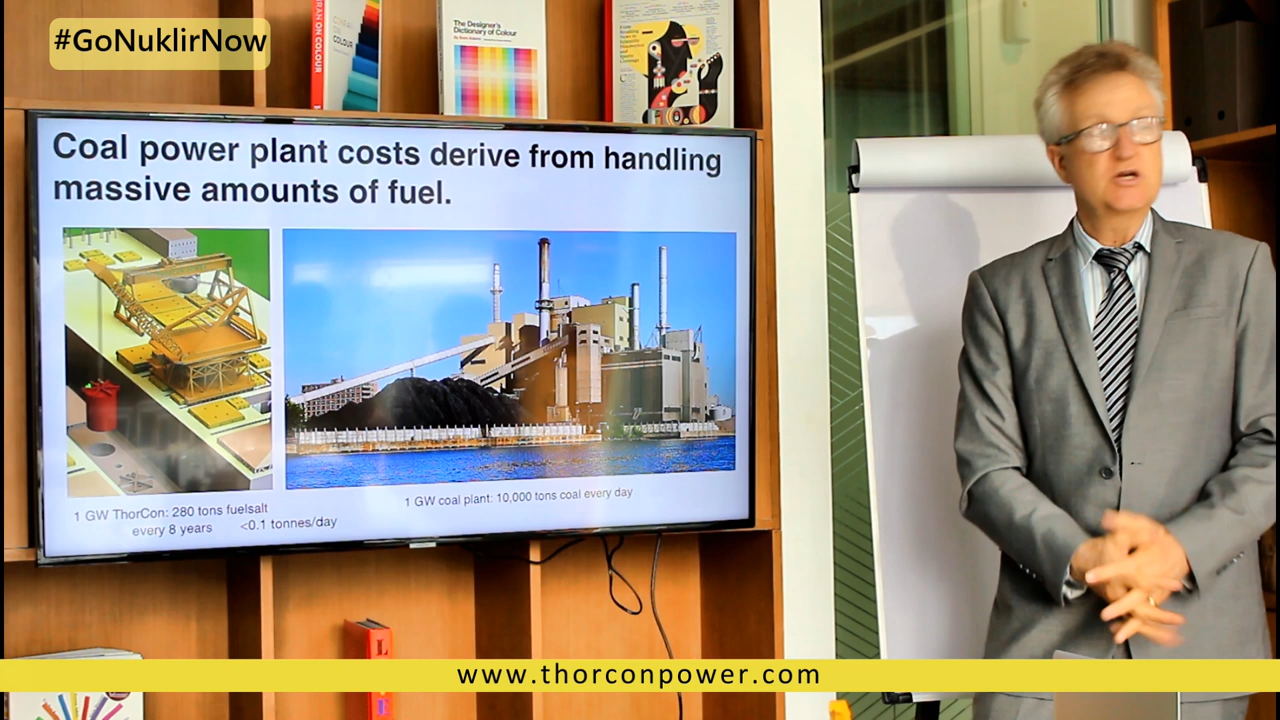 #GoNuklirNow
COLOUR
The Designer's
Dictionary of Colour
Coal power plant costs derive from handling
massive amounts of fuel.
1 GW ThorCon: 280 tons fuelsalt
every 8 years <0.1 tonnes/day
1 GW coal plant: 10,000 tons coal every day
www.thorconpower.com